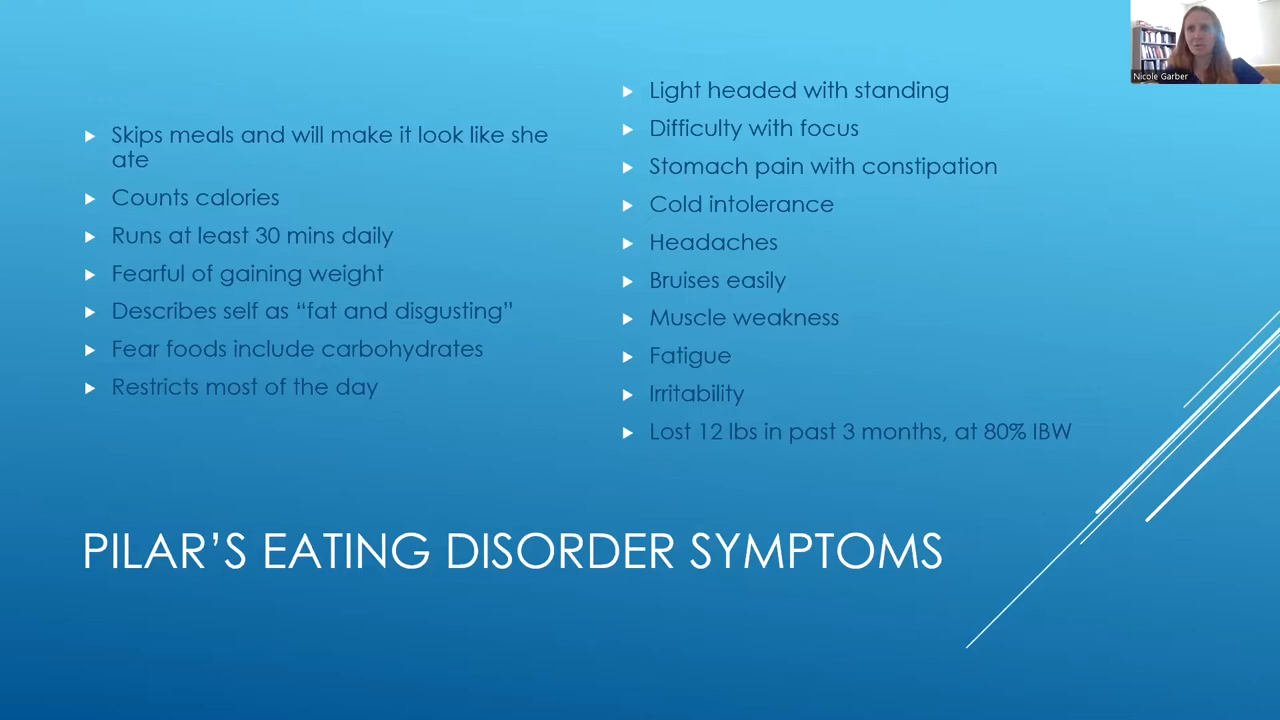 Skips meals and will make it look like she
ate
Counts calories
Runs at least 30 mins daily
Fearful of gaining weight
Describes self as “fat and disgusting”
Fear foods include carbohydrates
Restricts most of the day
Light headed with standing
Difficulty with focus
Stomach pain with constipation
Cold intolerance
Headaches
Bruises easily
Muscle weakness
Fatigue
Irritability
Lost 12 lbs in past 3 months, at 80% IBW
PILAR’S EATING DISORDER SYMPTOMS
Nicole Garber